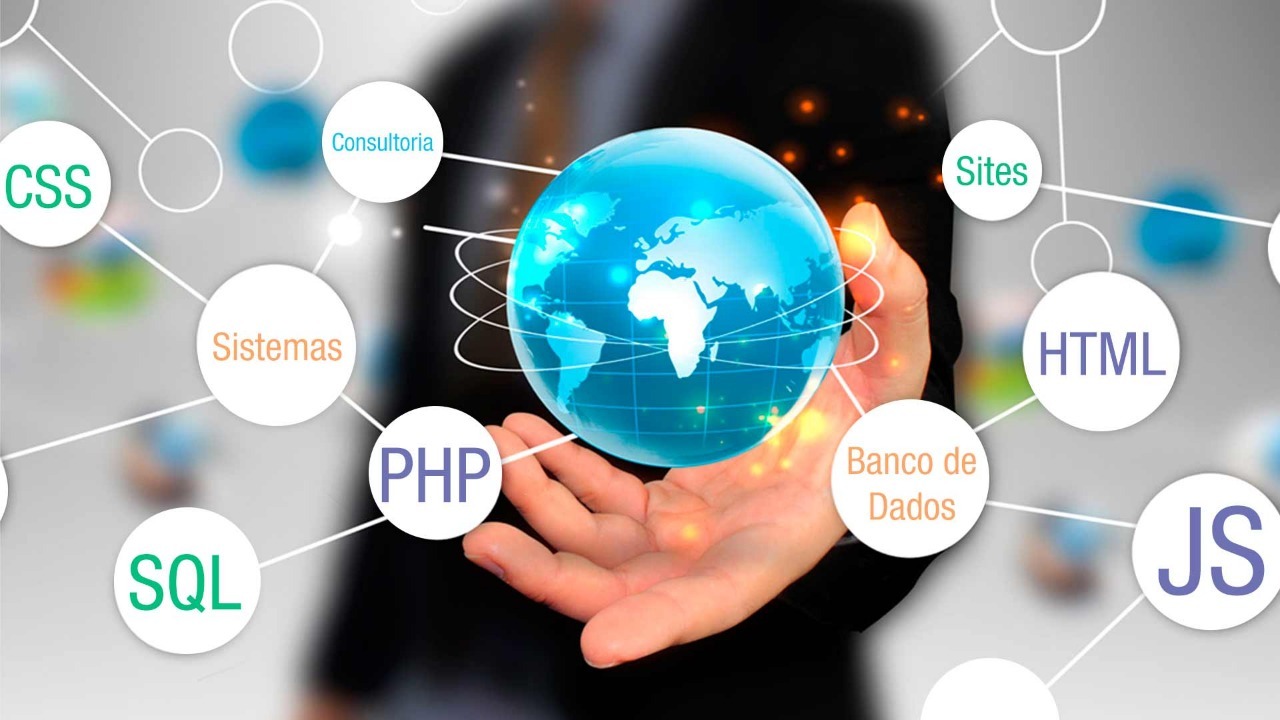 Consultoria
Sites
CSS
Sistemas
HTML
PHP
Banco de
Dados
SQL
JS